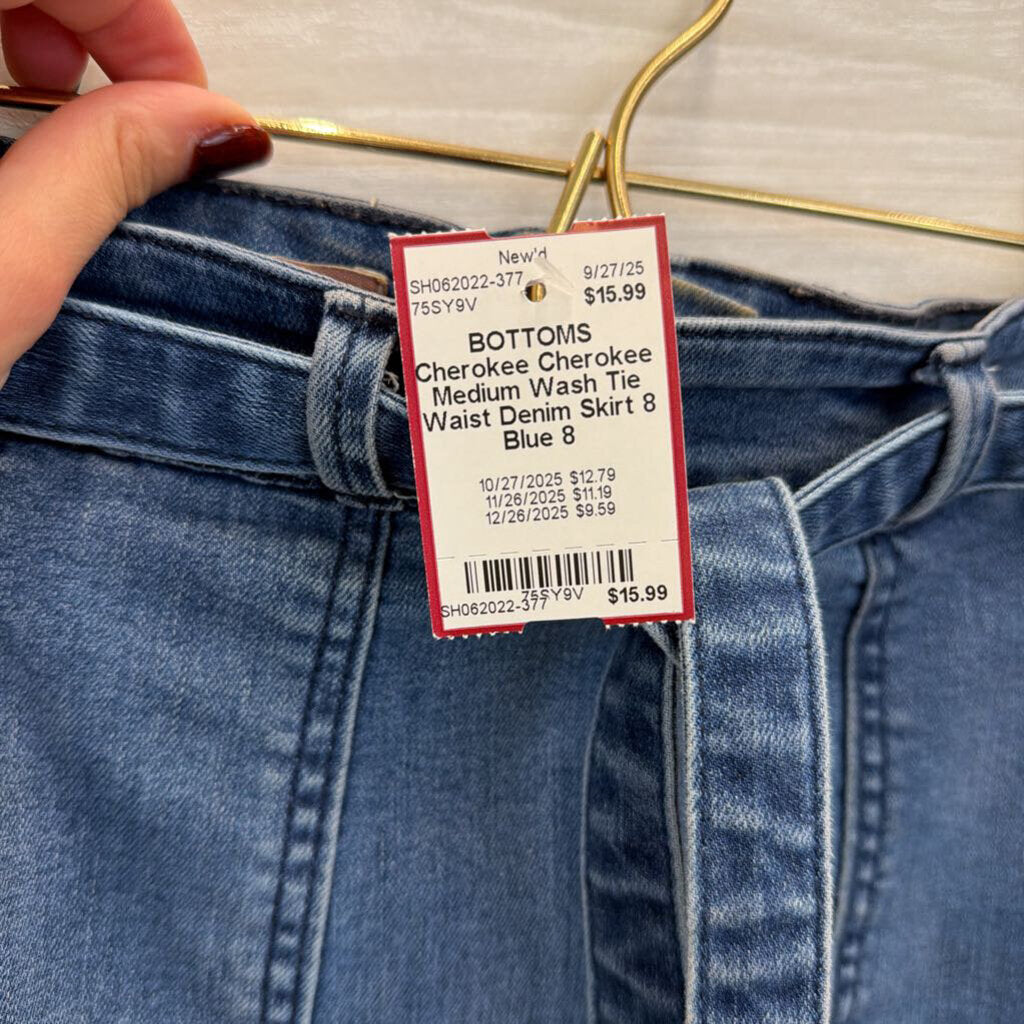 New'd
SH062022-377 9/27/25
75SY9V $15.99
BOTTOMS
Cherokee Cherokee
Medium Wash Tie
Waist Denim Skirt 8
Blue 8
10/27/2025 $12.79
11/26/2025 $11.19
12/26/2025 $9.59
75SY9V $15.99
SH062022-377